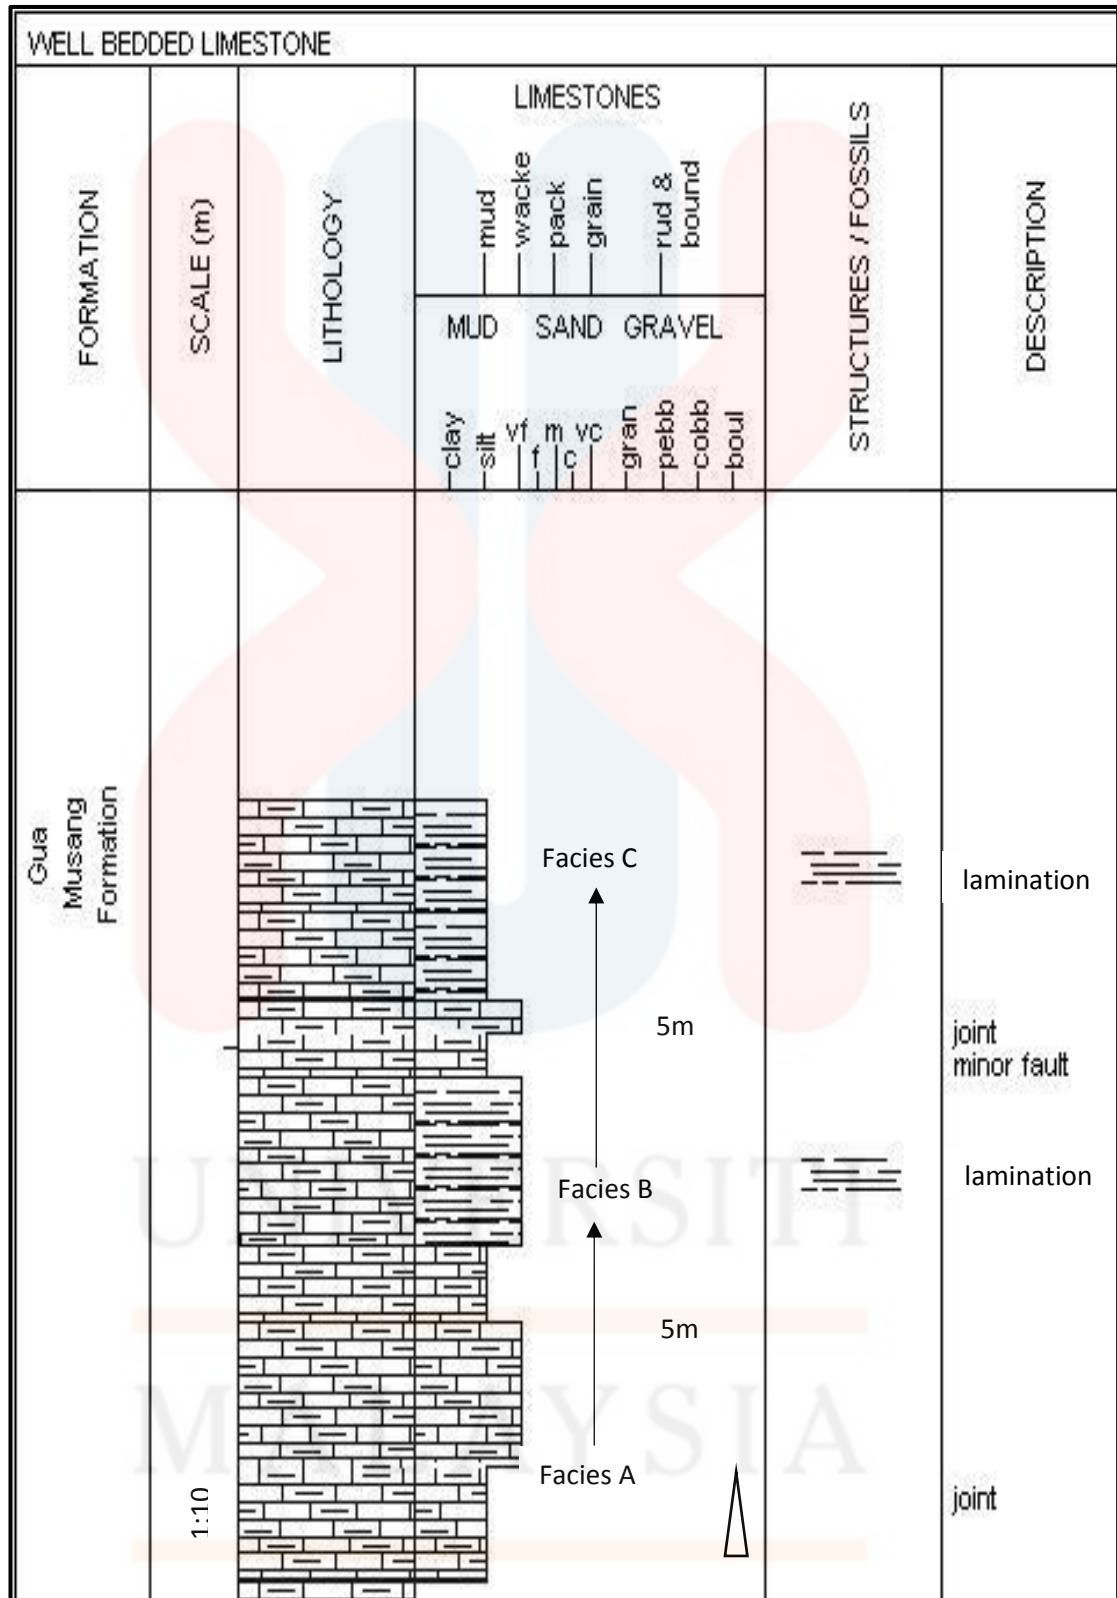 WELL BEDDED LIMESTONE
FORMATION
SCALE (m)
LITHOLOGY
LIMESTONES
mud
wacke
pack
grain
rud &
bound
MUD SAND GRAVEL
clay
silt
vf
f
m
c
vc
gran
pebb
cobb
boul
STRUCTURES / FOSSILS
DESCRIPTION
Gua
Musang
Formation
Facies C
lamination
5m
joint
minor fault
Facies B
lamination
5m
Facies A
joint
1:10
UNIVERSITI
MALAYSIA